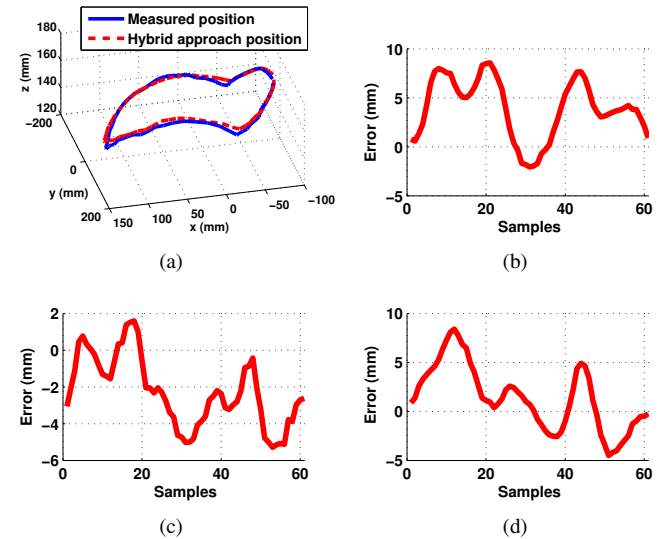 Measured position
Hybrid approach position
180
160
140
120
z (mm)
−200
0
200
y (mm)
150
100
50
0
−50
−100
x (mm)
(a)
10
5
0
−5
Error (mm)
0
20
40
60
Samples
(b)
2
0
−2
−4
−6
Error (mm)
0
20
40
60
Samples
(c)
10
5
0
−5
Error (mm)
0
20
40
60
Samples
(d)